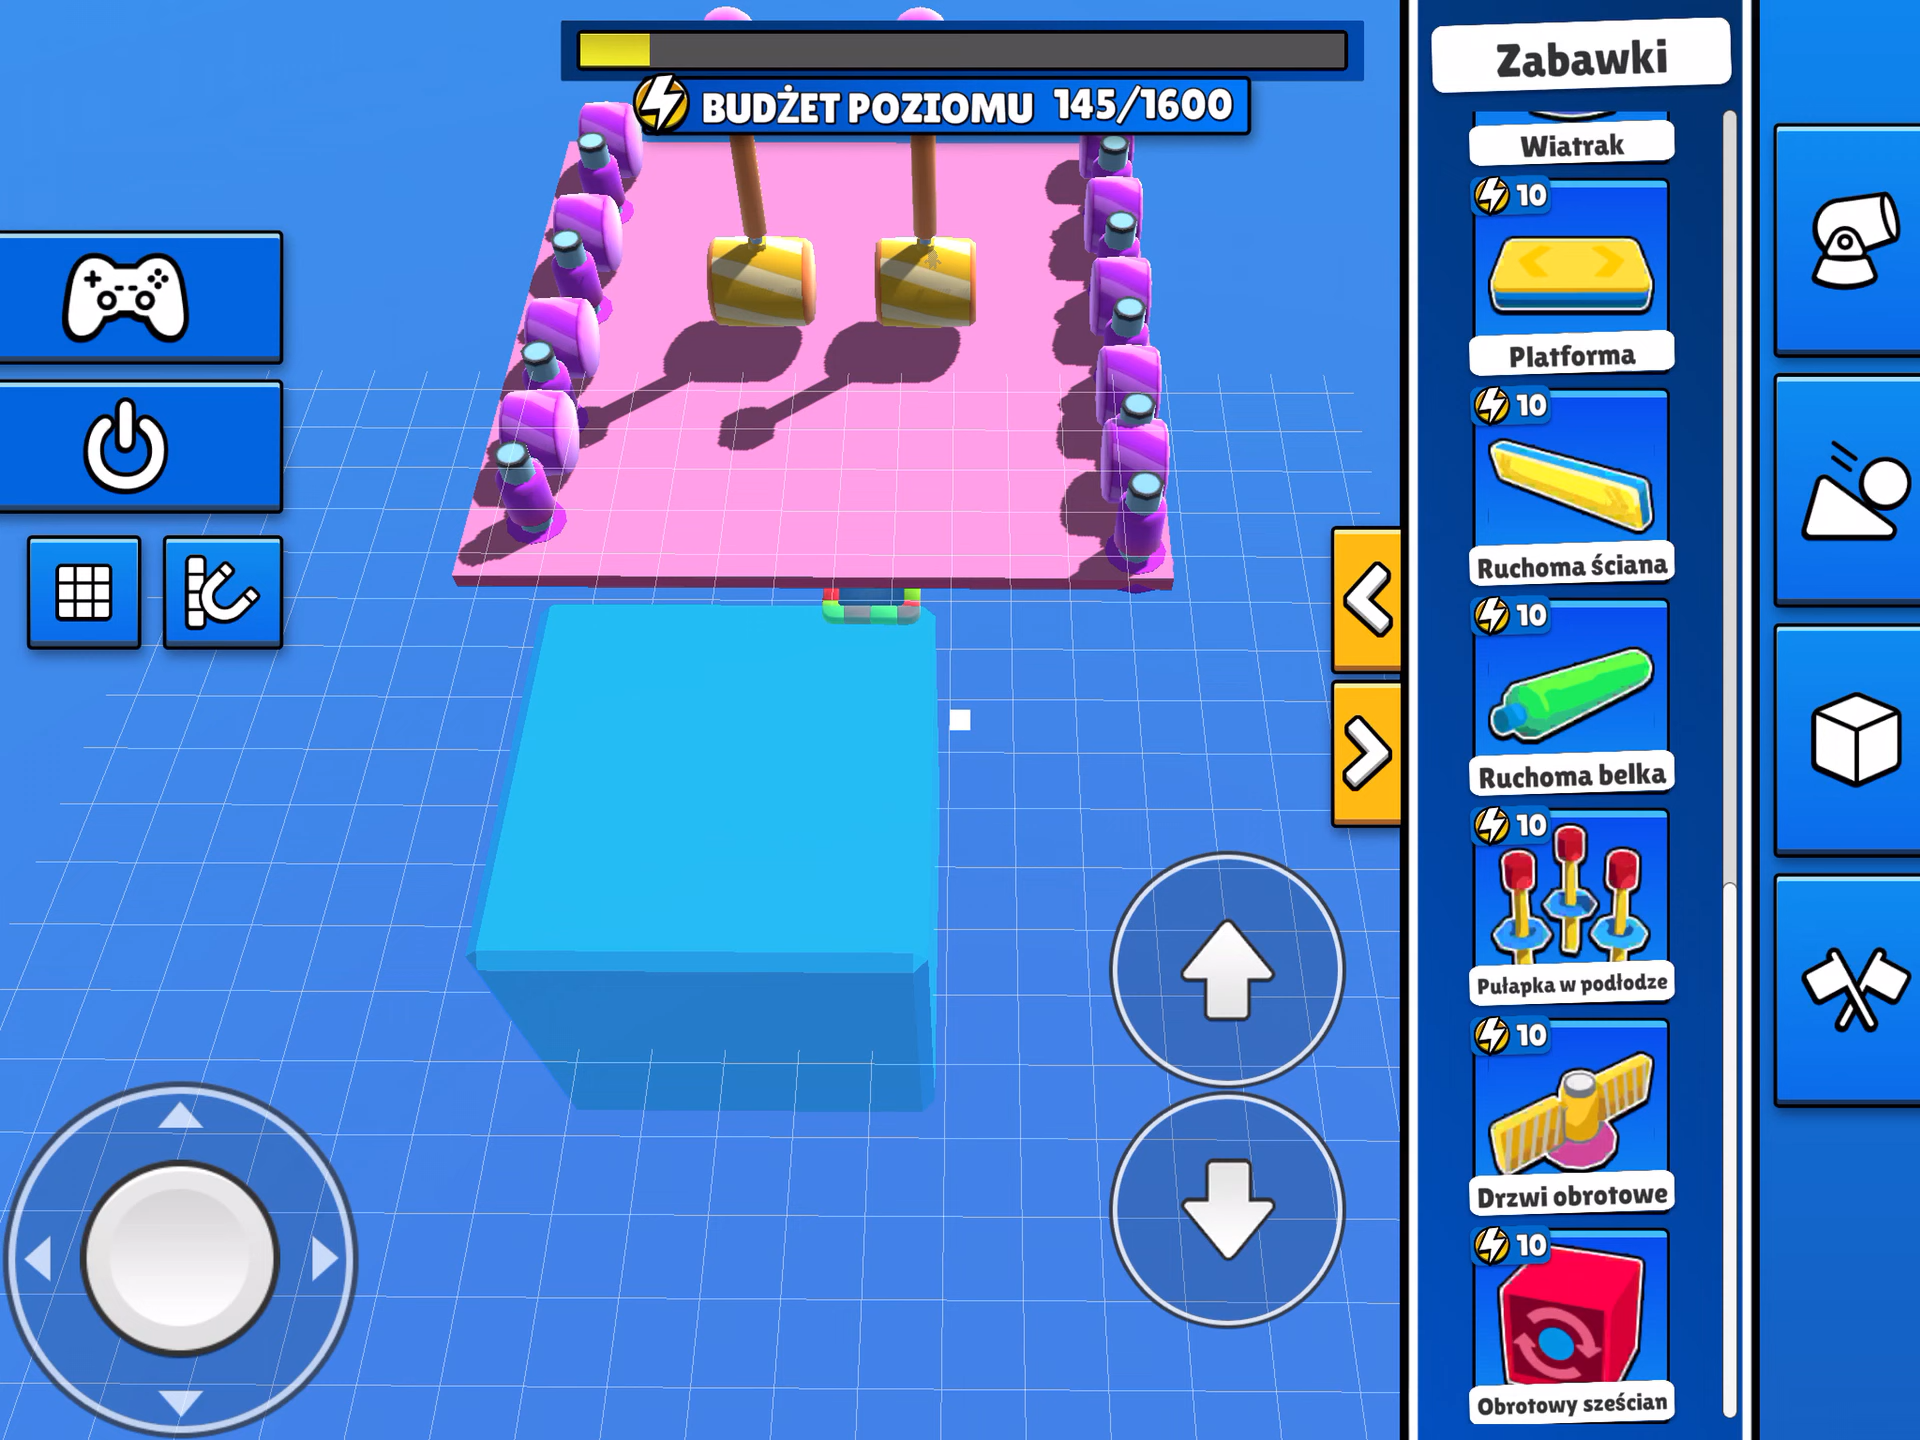 BUDŻET POZIOMU 145/1600
Zabawki
Wiatrak
10
Platforma
10
Ruchoma ściana
10
Ruchoma belka
10
Pułapka w podłodze
10
Drzwi obrotowe
10
Obrotowy sześcian